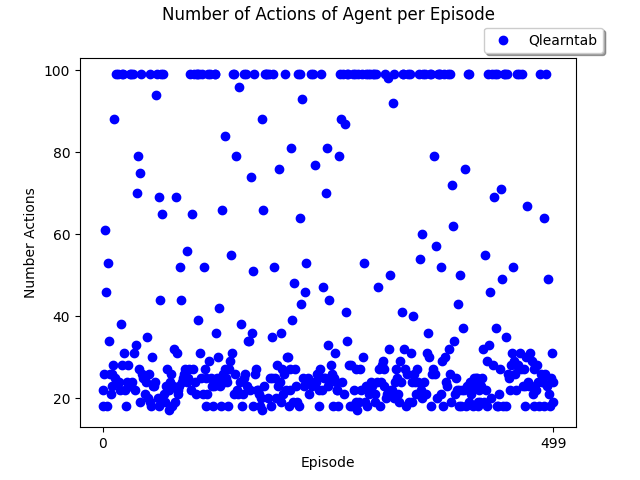 Number of Actions of Agent per Episode
Qlearntab
100
80
60
40
20
Number Actions
0
499
Episode